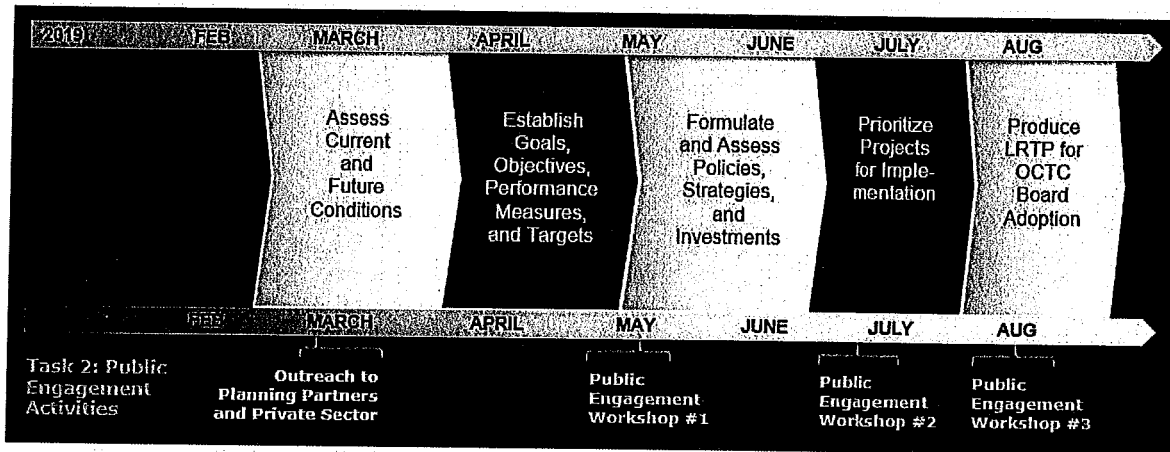 2019 FEB MARCH APRIL MAY JUNE JULY AUG
Assess
Current
and
Future
Conditions
Establish
Goals,
Objectives,
Performance
Measures,
and Targets
Formulate
and Assess
Policies,
Strategies,
and
Investments
Prioritize
Projects
for Imple-
mentation
Produce
LRTP for
OCTC
Board
Adoption
FEB MARCH APRIL MAY JUNE JULY AUG
Task 2: Public
Engagement
Activities
Outreach to
Planning Partners
and Private Sector
Public
Engagement
Workshop #1
Public
Engagement
Workshop #2
Public
Engagement
Workshop #3